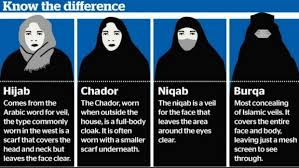 Know the difference
Hijab
Comes from the
Arabic word for veil,
the type commonly
worn in the west is a
scarf that covers the
head and neck but
leaves the face clear.
Chador
The Chador, worn
when outside the
house, is a full-body
cloak. It is often
worn with a smaller
scarf underneath.
Niqab
The niqab is a veil
for the face that
leaves the area
around the eyes
clear.
Burqa
Most concealing
of Islamic veils. It
covers the entire
face and body,
leaving just a mesh
screen to see
through.